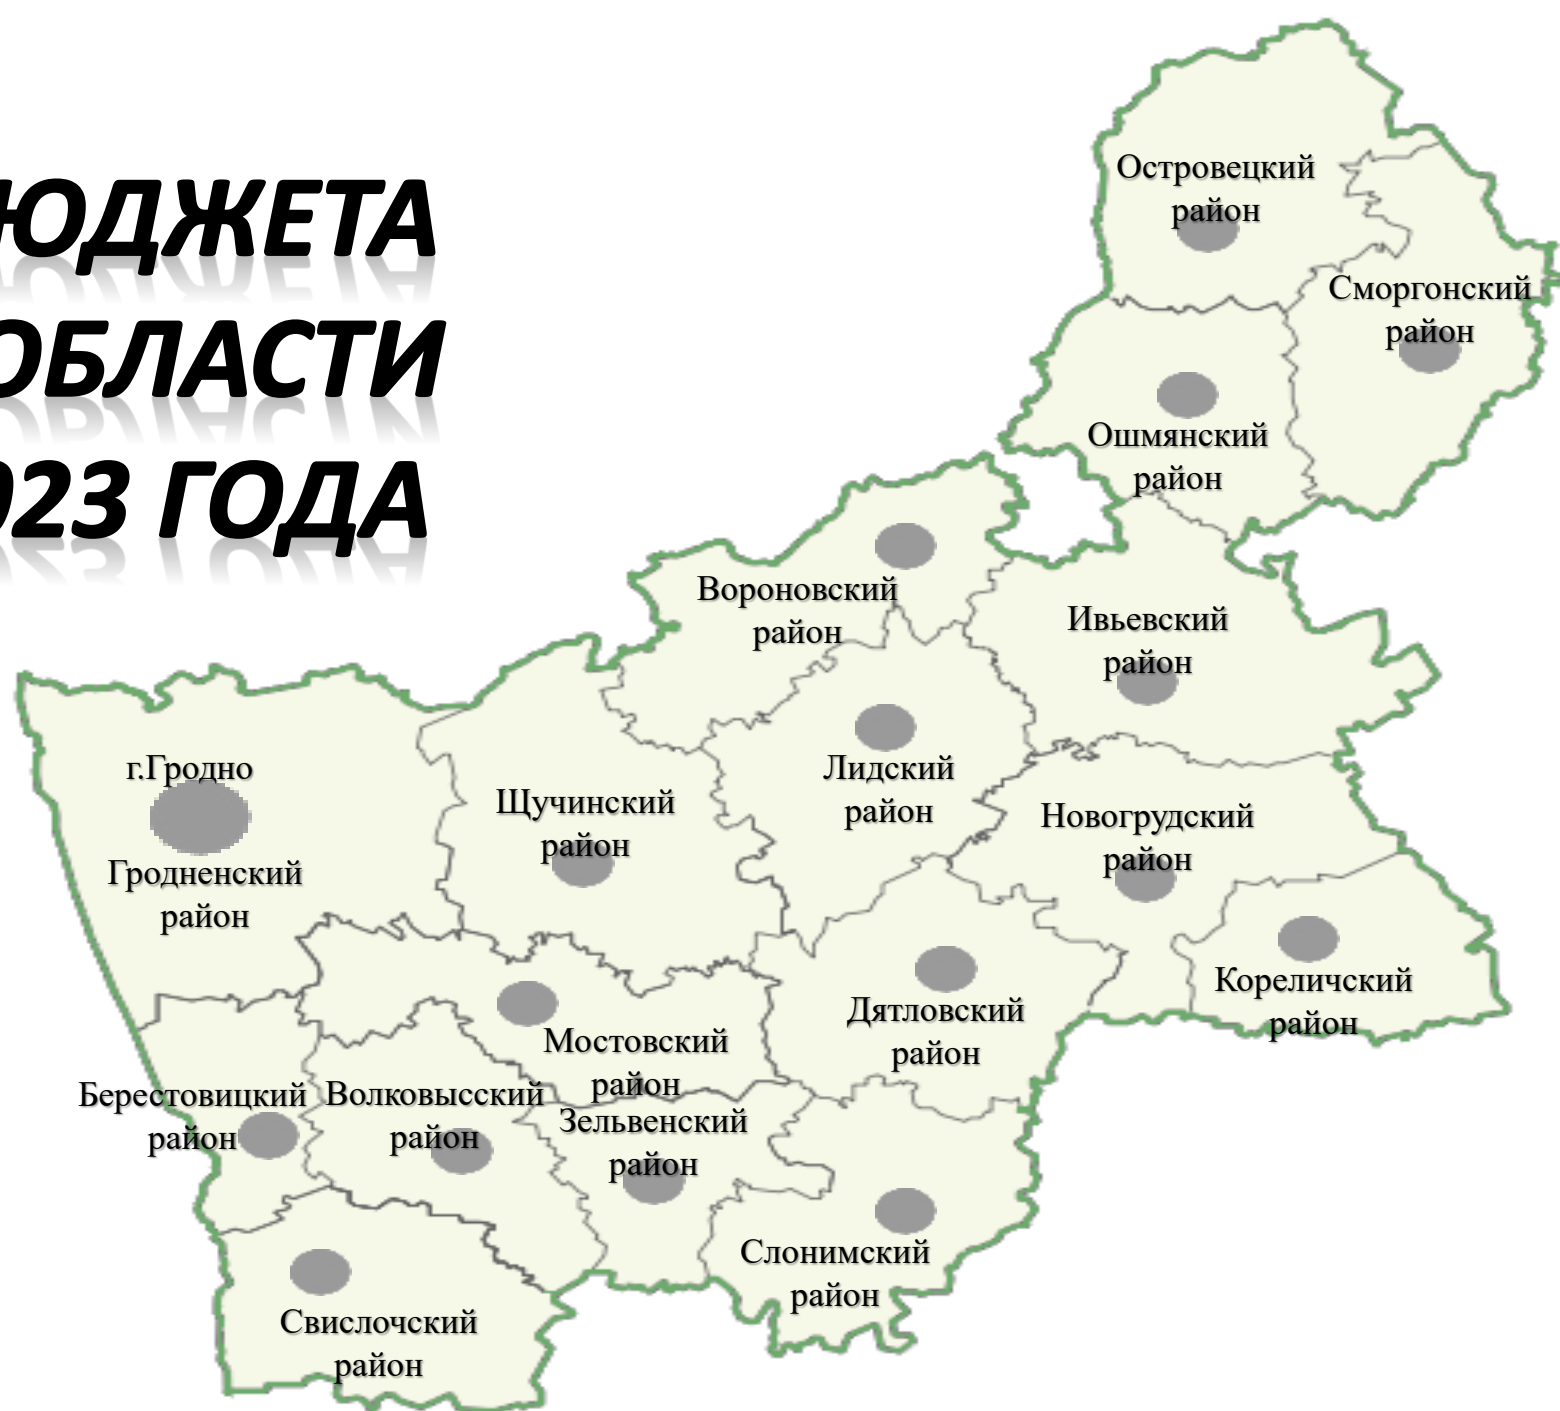 ЮДЖЕТА
ОБЛАСТИ
023 ГОДА
Островецкий
район
Сморгонский
район
Ошмянский
район
Вороновский
район
Ивьевский
район
г.Гродно
Гродненский
район
Щучинский
район
Лидский
район
Новогрудский
район
Кореличский
район
Мостовский
район
Дятловский
район
Берестовицкий
район
Волковысский
район
Зельвенский
район
Слонимский
район
Свислочский
район